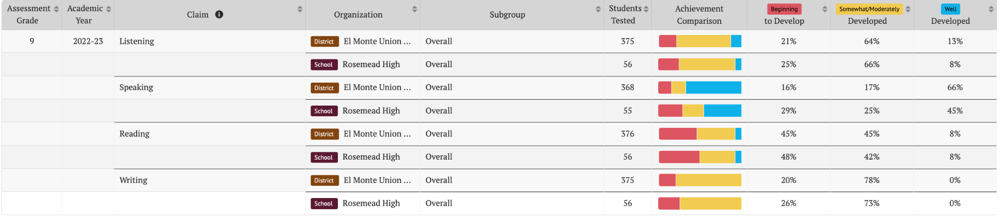 Assessment Grade Academic Year Claim i Organization Subgroup Students Tested Achievement Comparison Beginning to Develop Somewhat/Moderately Developed Well Developed
9 2022-23 Listening District El Monte Union ... Overall 375 21% 64% 13%
School Rosemead High Overall 56 25% 66% 8%
Speaking District El Monte Union ... Overall 368 16% 17% 66%
School Rosemead High Overall 55 29% 25% 45%
Reading District El Monte Union ... Overall 376 45% 45% 8%
School Rosemead High Overall 56 48% 42% 8%
Writing District El Monte Union ... Overall 375 20% 78% 0%
School Rosemead High Overall 56 26% 73% 0%